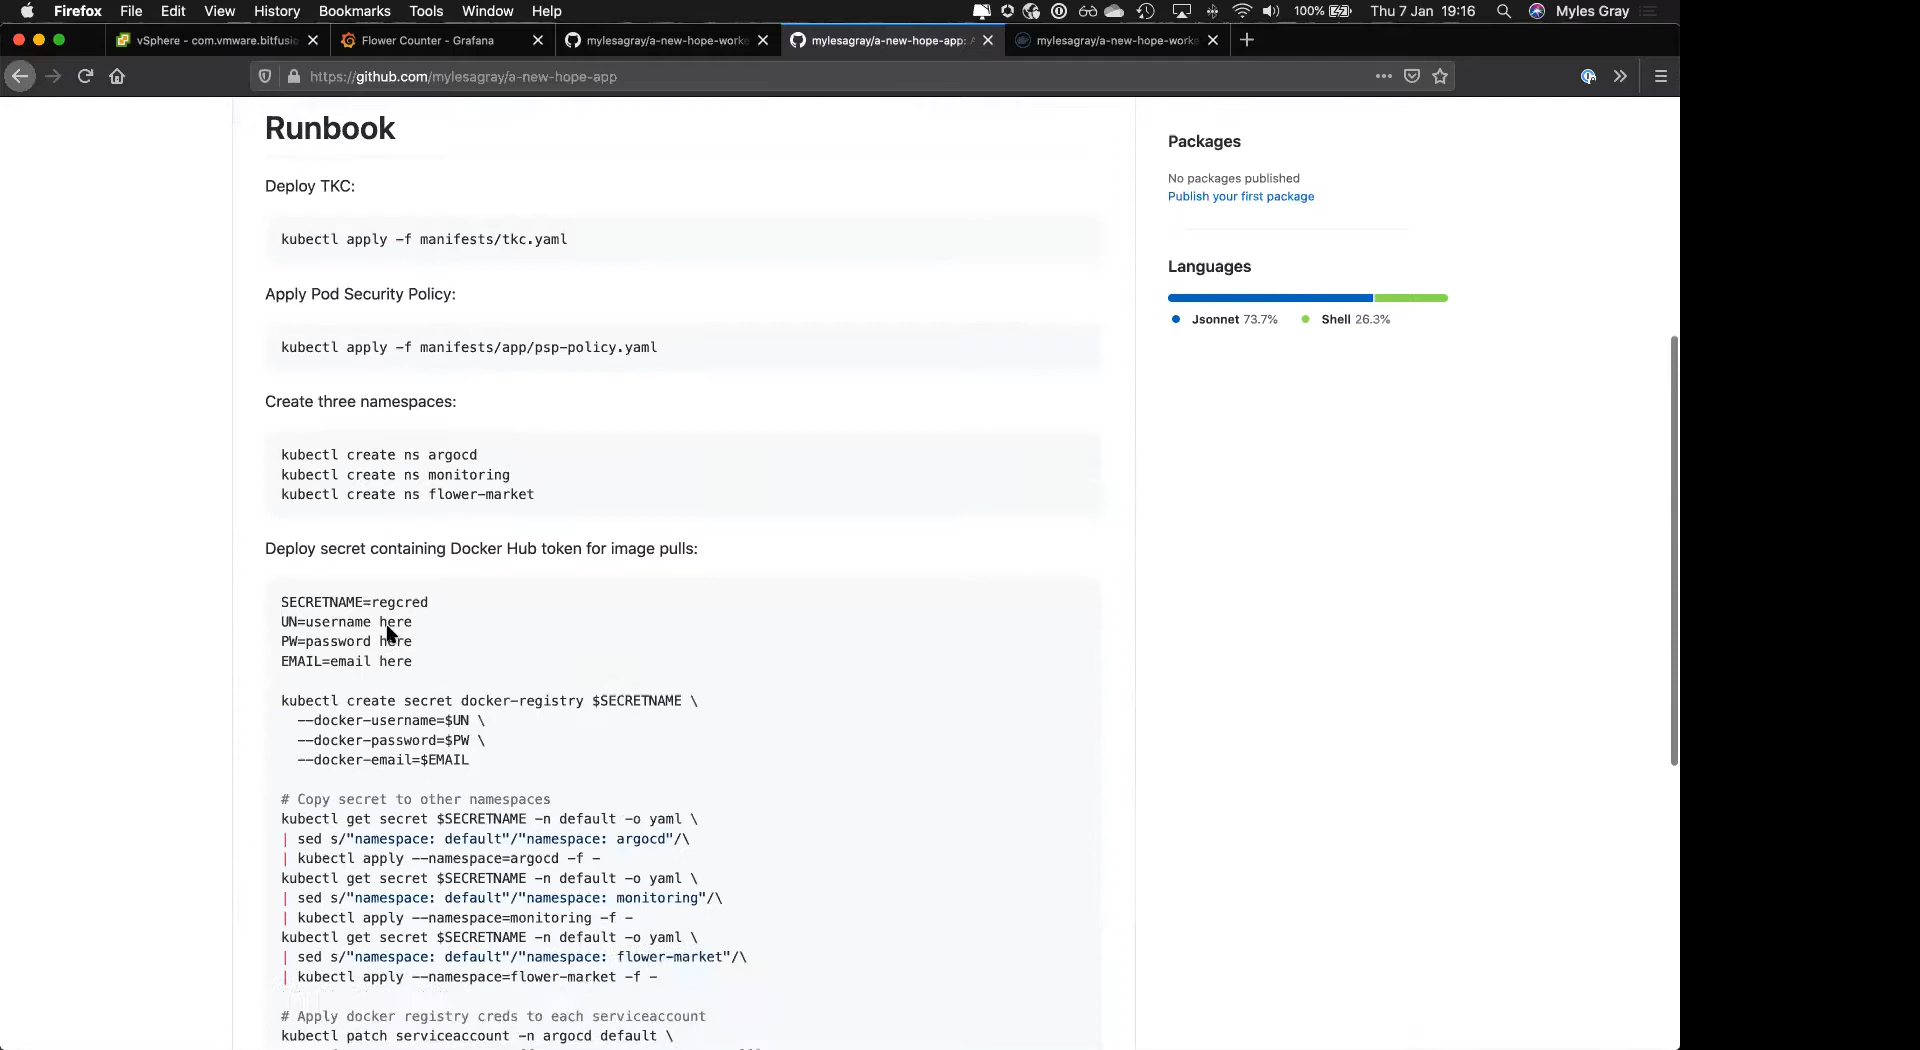 Firefox File Edit View History Bookmarks Tools Window Help 100% Thu 7 Jan 19:16 Myles Gray
vSphere - com.vmware.bitfusio
Flower Counter - Grafana
mylesagray/a-new-hope-worke
mylesagray/a-new-hope-app: A
mylesagray/a-new-hope-worke
https://github.com/mylesagray/a-new-hope-app
Runbook
Deploy TKC:
kubectl apply -f manifests/tkc.yaml
Apply Pod Security Policy:
kubectl apply -f manifests/app/psp-policy.yaml
Create three namespaces:
kubectl create ns argocd
kubectl create ns monitoring
kubectl create ns flower-market
Deploy secret containing Docker Hub token for image pulls:
SECRETNAME=regcred
UN=username here
PW=password here
EMAIL=email here
kubectl create secret docker-registry $SECRETNAME \
--docker-username=$UN \
--docker-password=$PW \
--docker-email=$EMAIL
# Copy secret to other namespaces
kubectl get secret $SECRETNAME -n default -o yaml \
| sed s/"namespace: default"/"namespace: argocd"/\
| kubectl apply --namespace=argocd -f -
kubectl get secret $SECRETNAME -n default -o yaml \
| sed s/"namespace: default"/"namespace: monitoring"/\
| kubectl apply --namespace=monitoring -f -
kubectl get secret $SECRETNAME -n default -o yaml \
| sed s/"namespace: default"/"namespace: flower-market"/\
| kubectl apply --namespace=flower-market -f -
# Apply docker registry creds to each serviceaccount
kubectl patch serviceaccount -n argocd default \
Packages
No packages published
Publish your first package
Languages
Jsonnet 73.7% Shell 26.3%